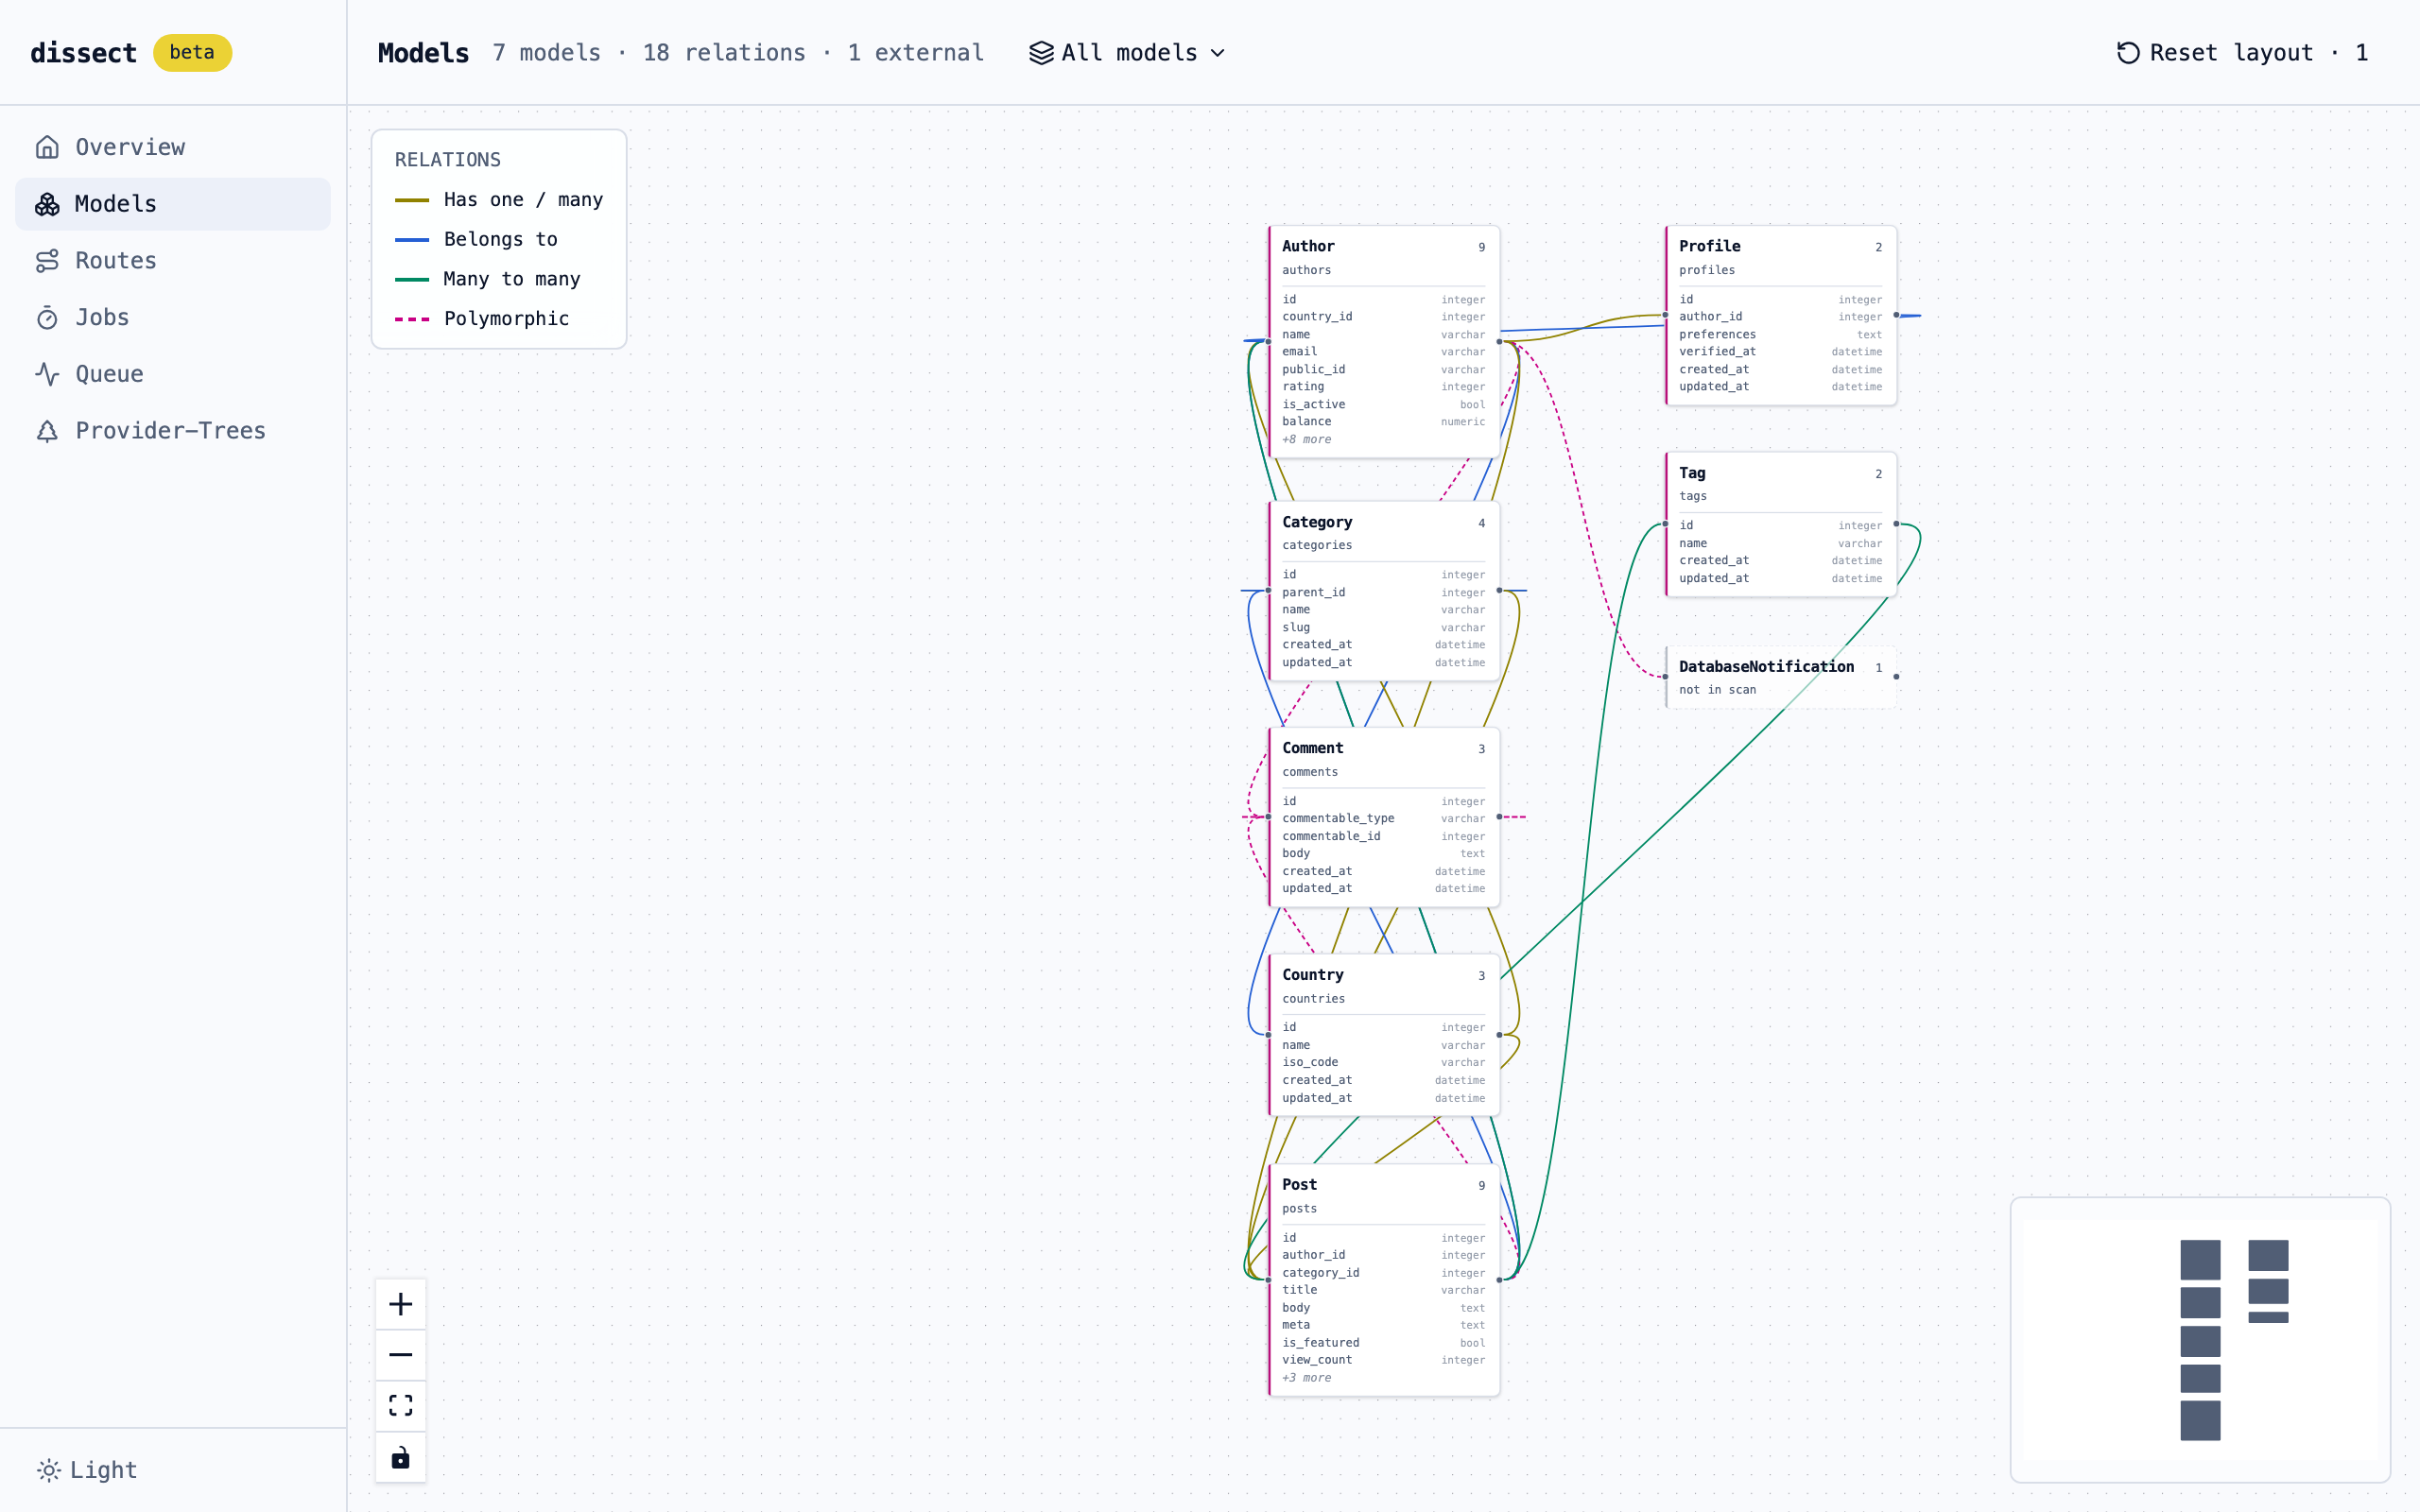 dissect beta
Models 7 models · 18 relations · 1 external All models Reset layout · 1
Overview
Models
Routes
Jobs
Queue
Provider-Trees
Light
RELATIONS
Has one / many
Belongs to
Many to many
Polymorphic
Author 9
authors
id integer
country_id integer
name varchar
email varchar
public_id varchar
rating integer
is_active bool
balance numeric
+8 more
Category 4
categories
id integer
parent_id integer
name varchar
slug varchar
created_at datetime
updated_at datetime
Comment 3
comments
id integer
commentable_type varchar
commentable_id integer
body text
created_at datetime
updated_at datetime
Country 3
countries
id integer
name varchar
iso_code varchar
created_at datetime
updated_at datetime
Post 9
posts
id integer
author_id integer
category_id integer
title varchar
body text
meta text
is_featured bool
view_count integer
+3 more
Profile 2
profiles
id integer
author_id integer
preferences text
verified_at datetime
created_at datetime
updated_at datetime
Tag 2
tags
id integer
name varchar
created_at datetime
updated_at datetime
DatabaseNotification 1
not in scan